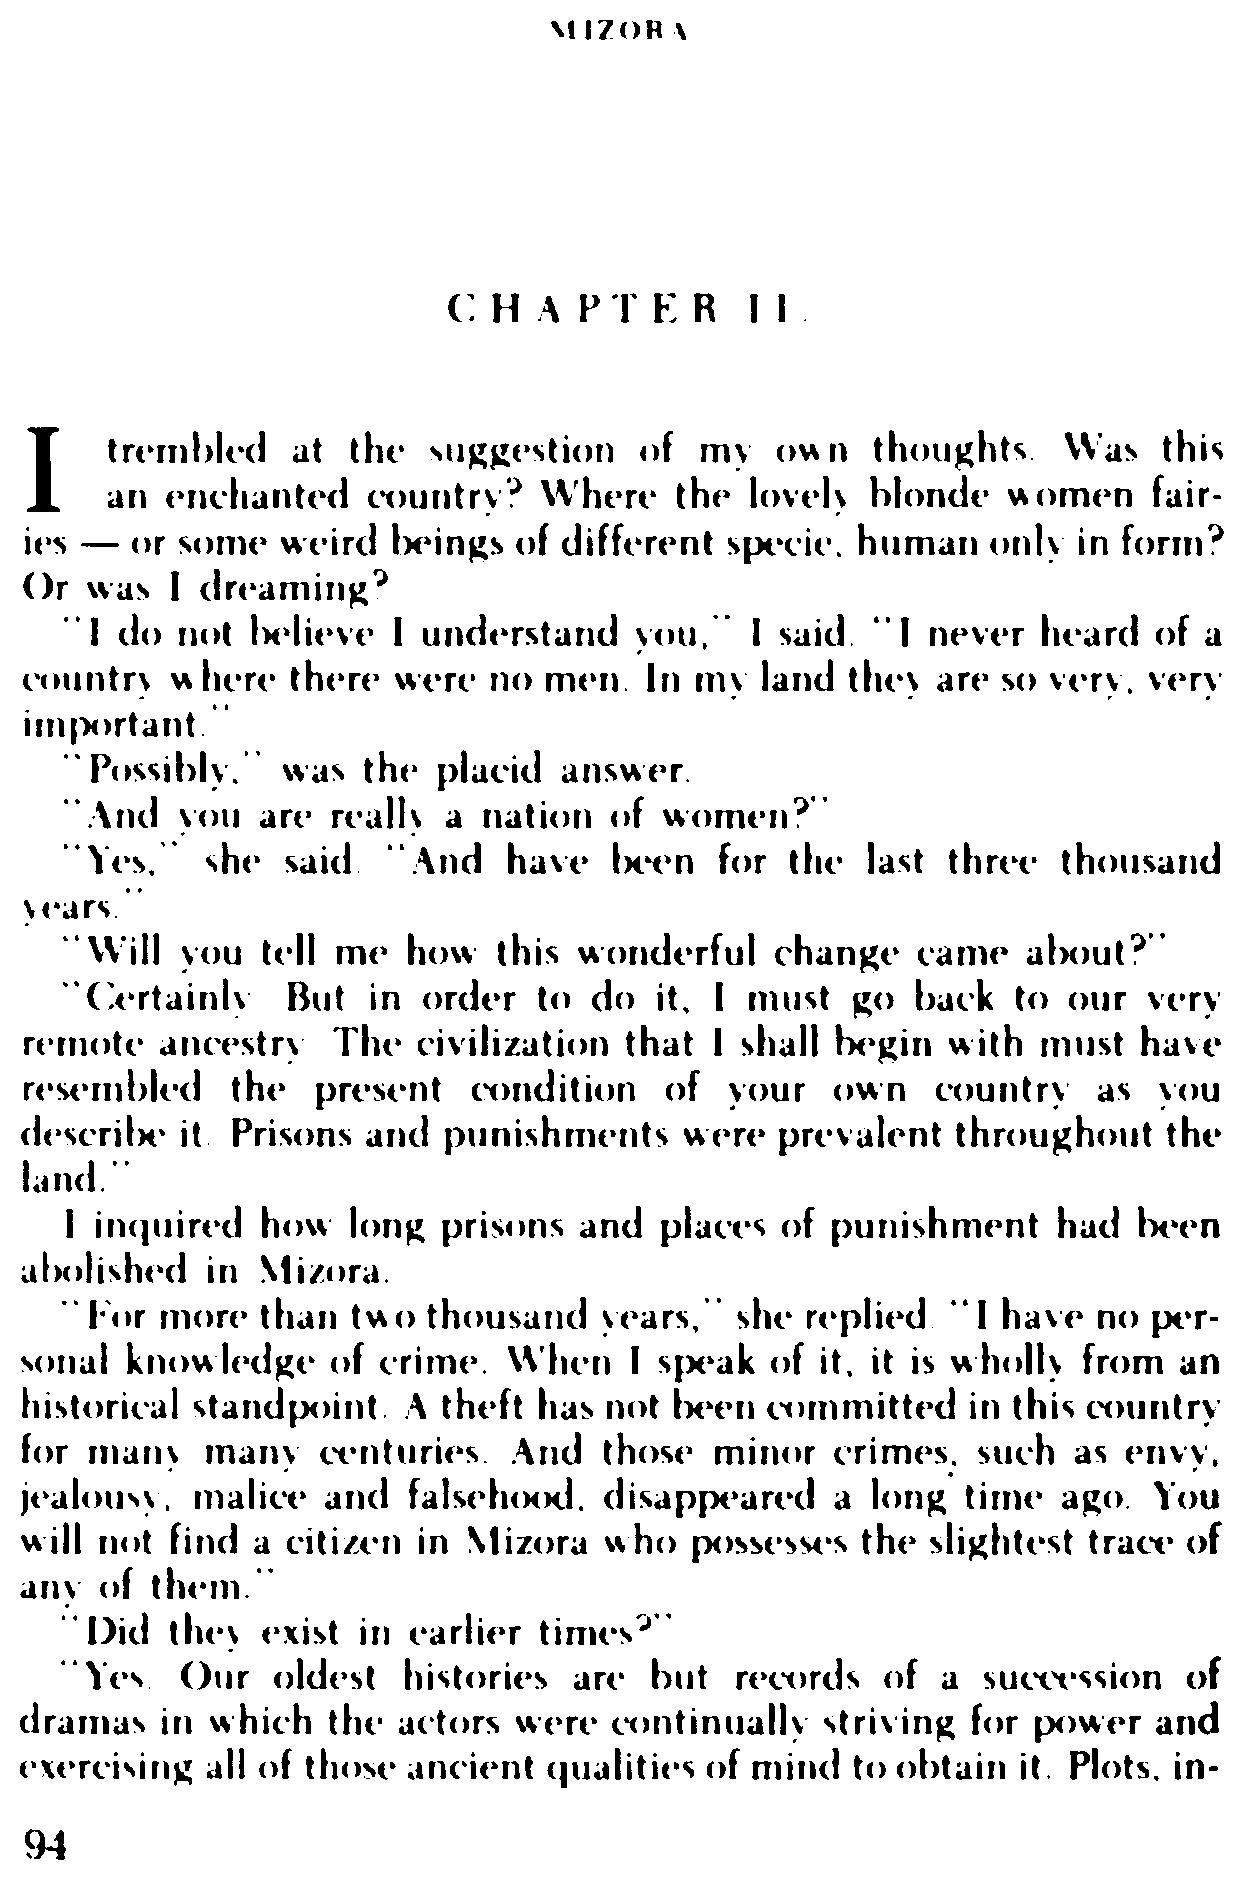 MIZORA
CHAPTER II.
I trembled at the suggestion of my own thoughts. Was this
an enchanted country? Where the lovely blonde women fair-
ies — or some weird beings of different specie, human only in form?
Or was I dreaming?
"I do not believe I understand you," I said. "I never heard of a
country where there were no men. In my land they are so very, very
important."
"Possibly," was the placid answer.
"And you are really a nation of women?"
"Yes," she said. "And have been for the last three thousand
years."
"Will you tell me how this wonderful change came about?"
"Certainly. But in order to do it, I must go back to our very
remote ancestry. The civilization that I shall begin with must have
resembled the present condition of your own country as you
describe it. Prisons and punishments were prevalent throughout the
land."
I inquired how long prisons and places of punishment had been
abolished in Mizora.
"For more than two thousand years," she replied. "I have no per-
sonal knowledge of crime. When I speak of it, it is wholly from an
historical standpoint. A theft has not been committed in this country
for many many centuries. And those minor crimes, such as envy,
jealousy, malice and falsehood, disappeared a long time ago. You
will not find a citizen in Mizora who possesses the slightest trace of
any of them."
"Did they exist in earlier times?"
"Yes. Our oldest histories are but records of a succession of
dramas in which the actors were continually striving for power and
exercising all of those ancient qualities of mind to obtain it. Plots, in-
94